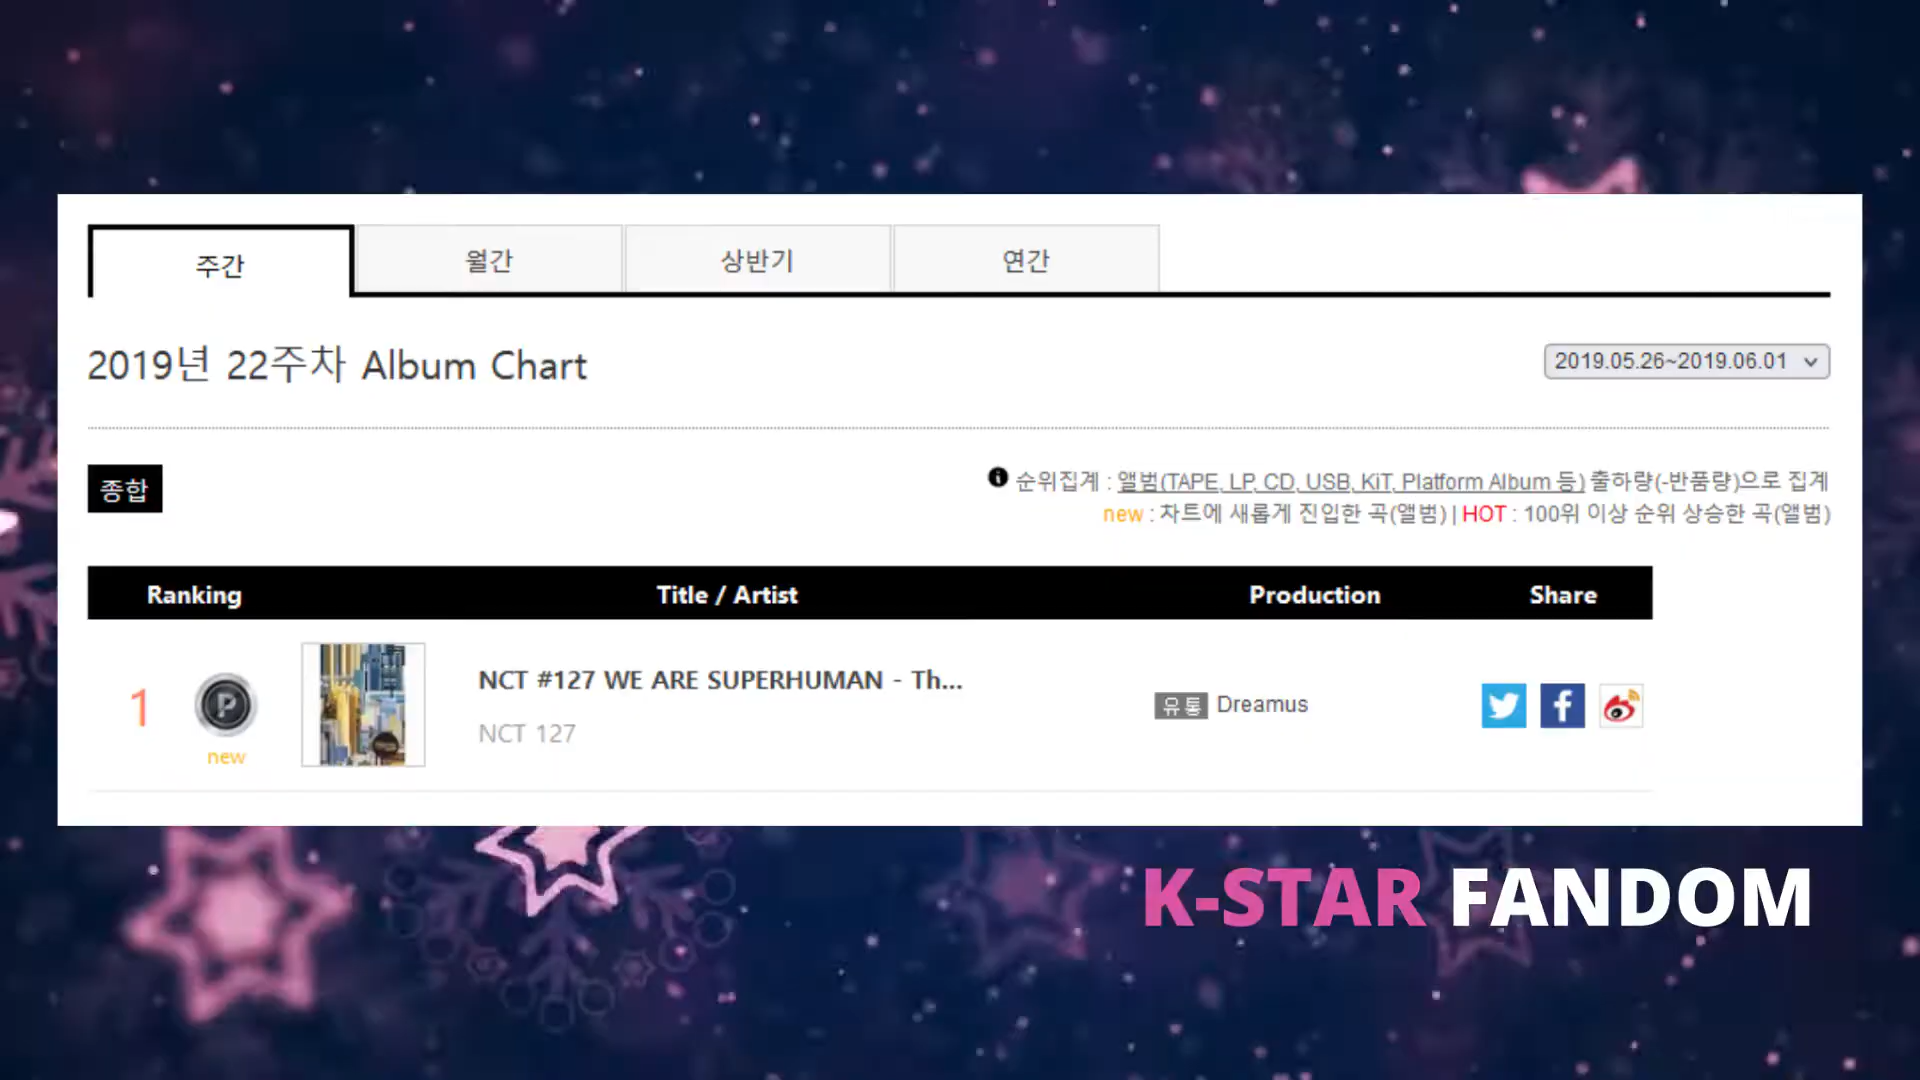 주간
월간
상반기
연간
2019년 22주차 Album Chart
2019.05.26~2019.06.01
종합
순위집계 : 앨범(TAPE, LP, CD, USB, KiT, Platform Album 등) 출하량(-반품량)으로 집계
new : 차트에 새롭게 진입한 곡(앨범) | HOT : 100위 이상 순위 상승한 곡(앨범)
Ranking Title / Artist Production Share
1
P
new
NCT #127 WE ARE SUPERHUMAN - Th...
NCT 127
유통 Dreamus
K-STAR FANDOM